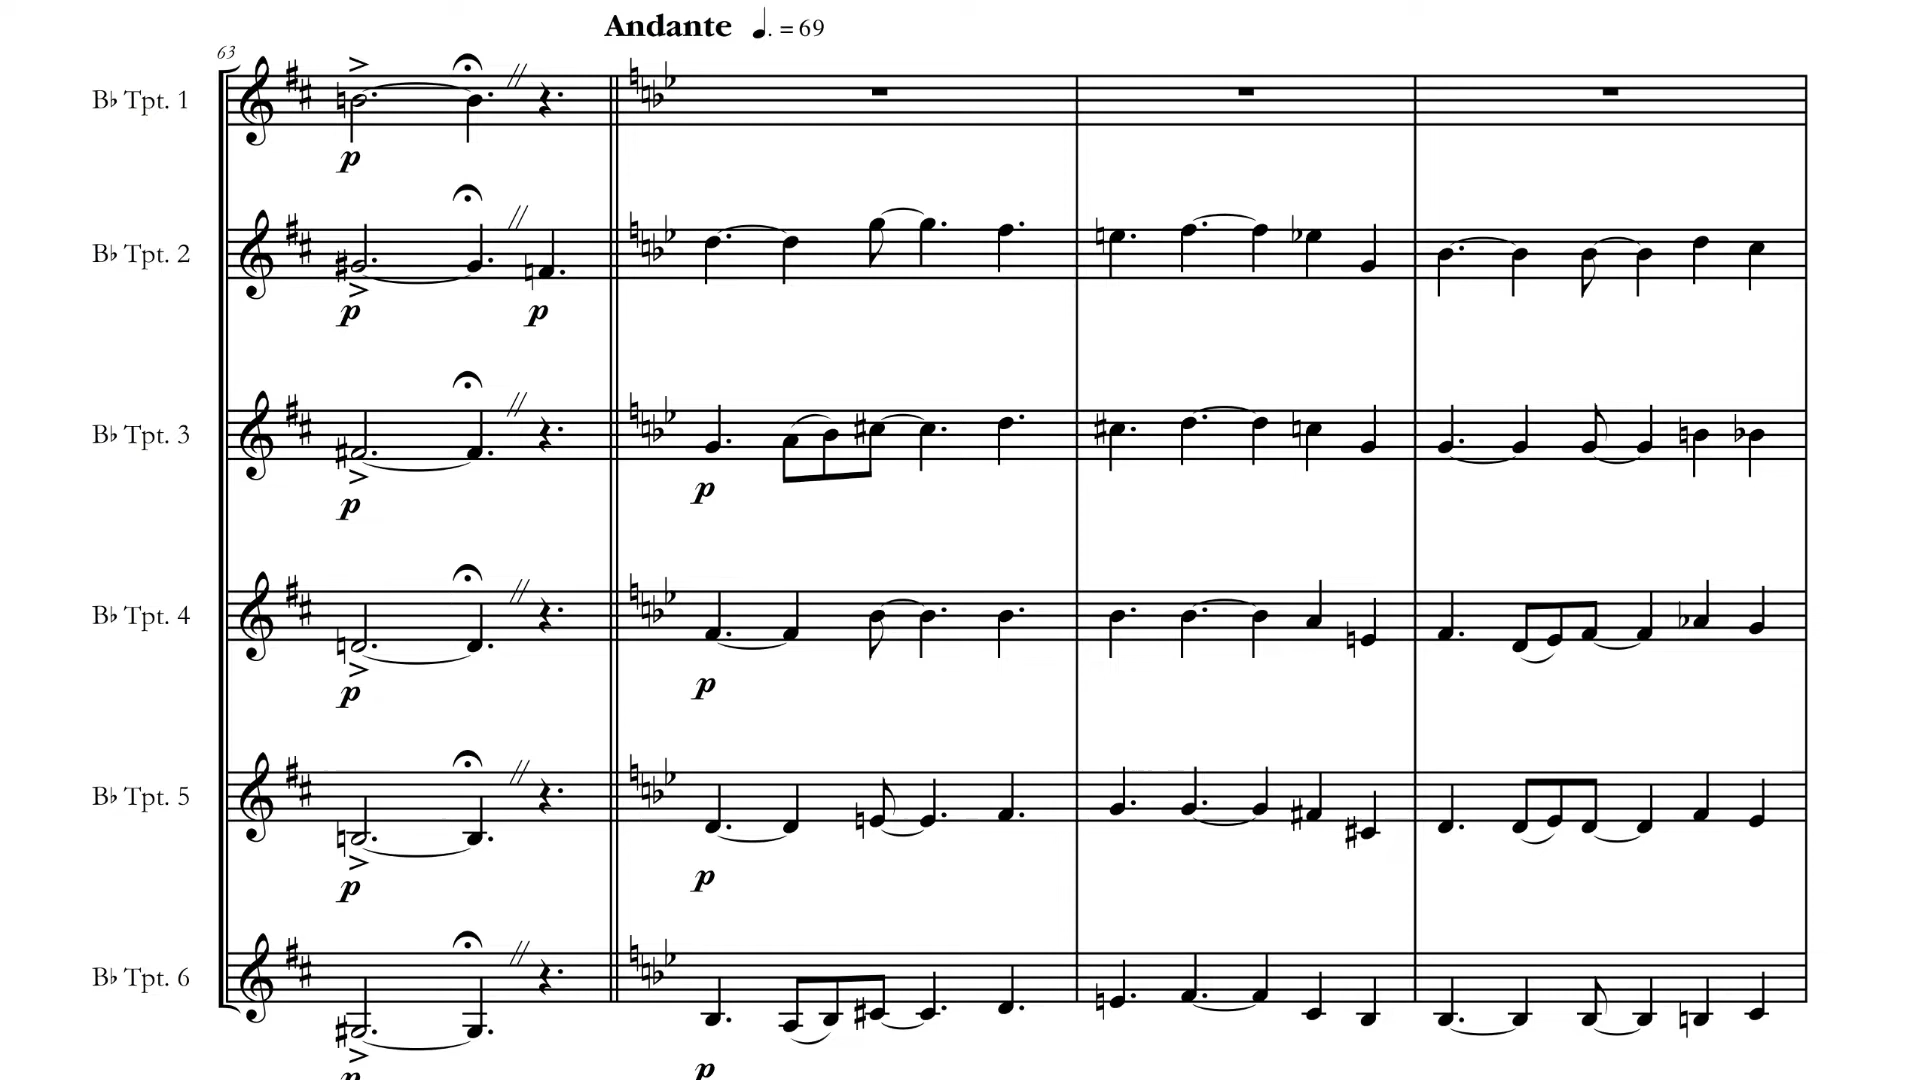 Andante ♩. = 69
63
B♭ Tpt. 1
p
B♭ Tpt. 2
p p
B♭ Tpt. 3
p p
B♭ Tpt. 4
p p
B♭ Tpt. 5
p p
B♭ Tpt. 6
p p